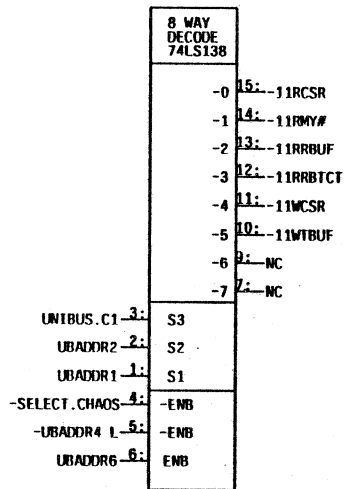 8 WAY
DECODE
74LS138
-0 15: -11RCSR
-1 14: -11RMY#
-2 13: -11RRBUF
-3 12: -11RRBTCT
-4 11: -11WCSR
-5 10: -11WTBUF
-6 9: NC
-7 7: NC
UNIBUS.C1 3: S3
UBADDR2 2: S2
UBADDR1 1: S1
-SELECT.CHAOS 4: -ENB
-UBADDR4 L 5: -ENB
UBADDR6 6: ENB